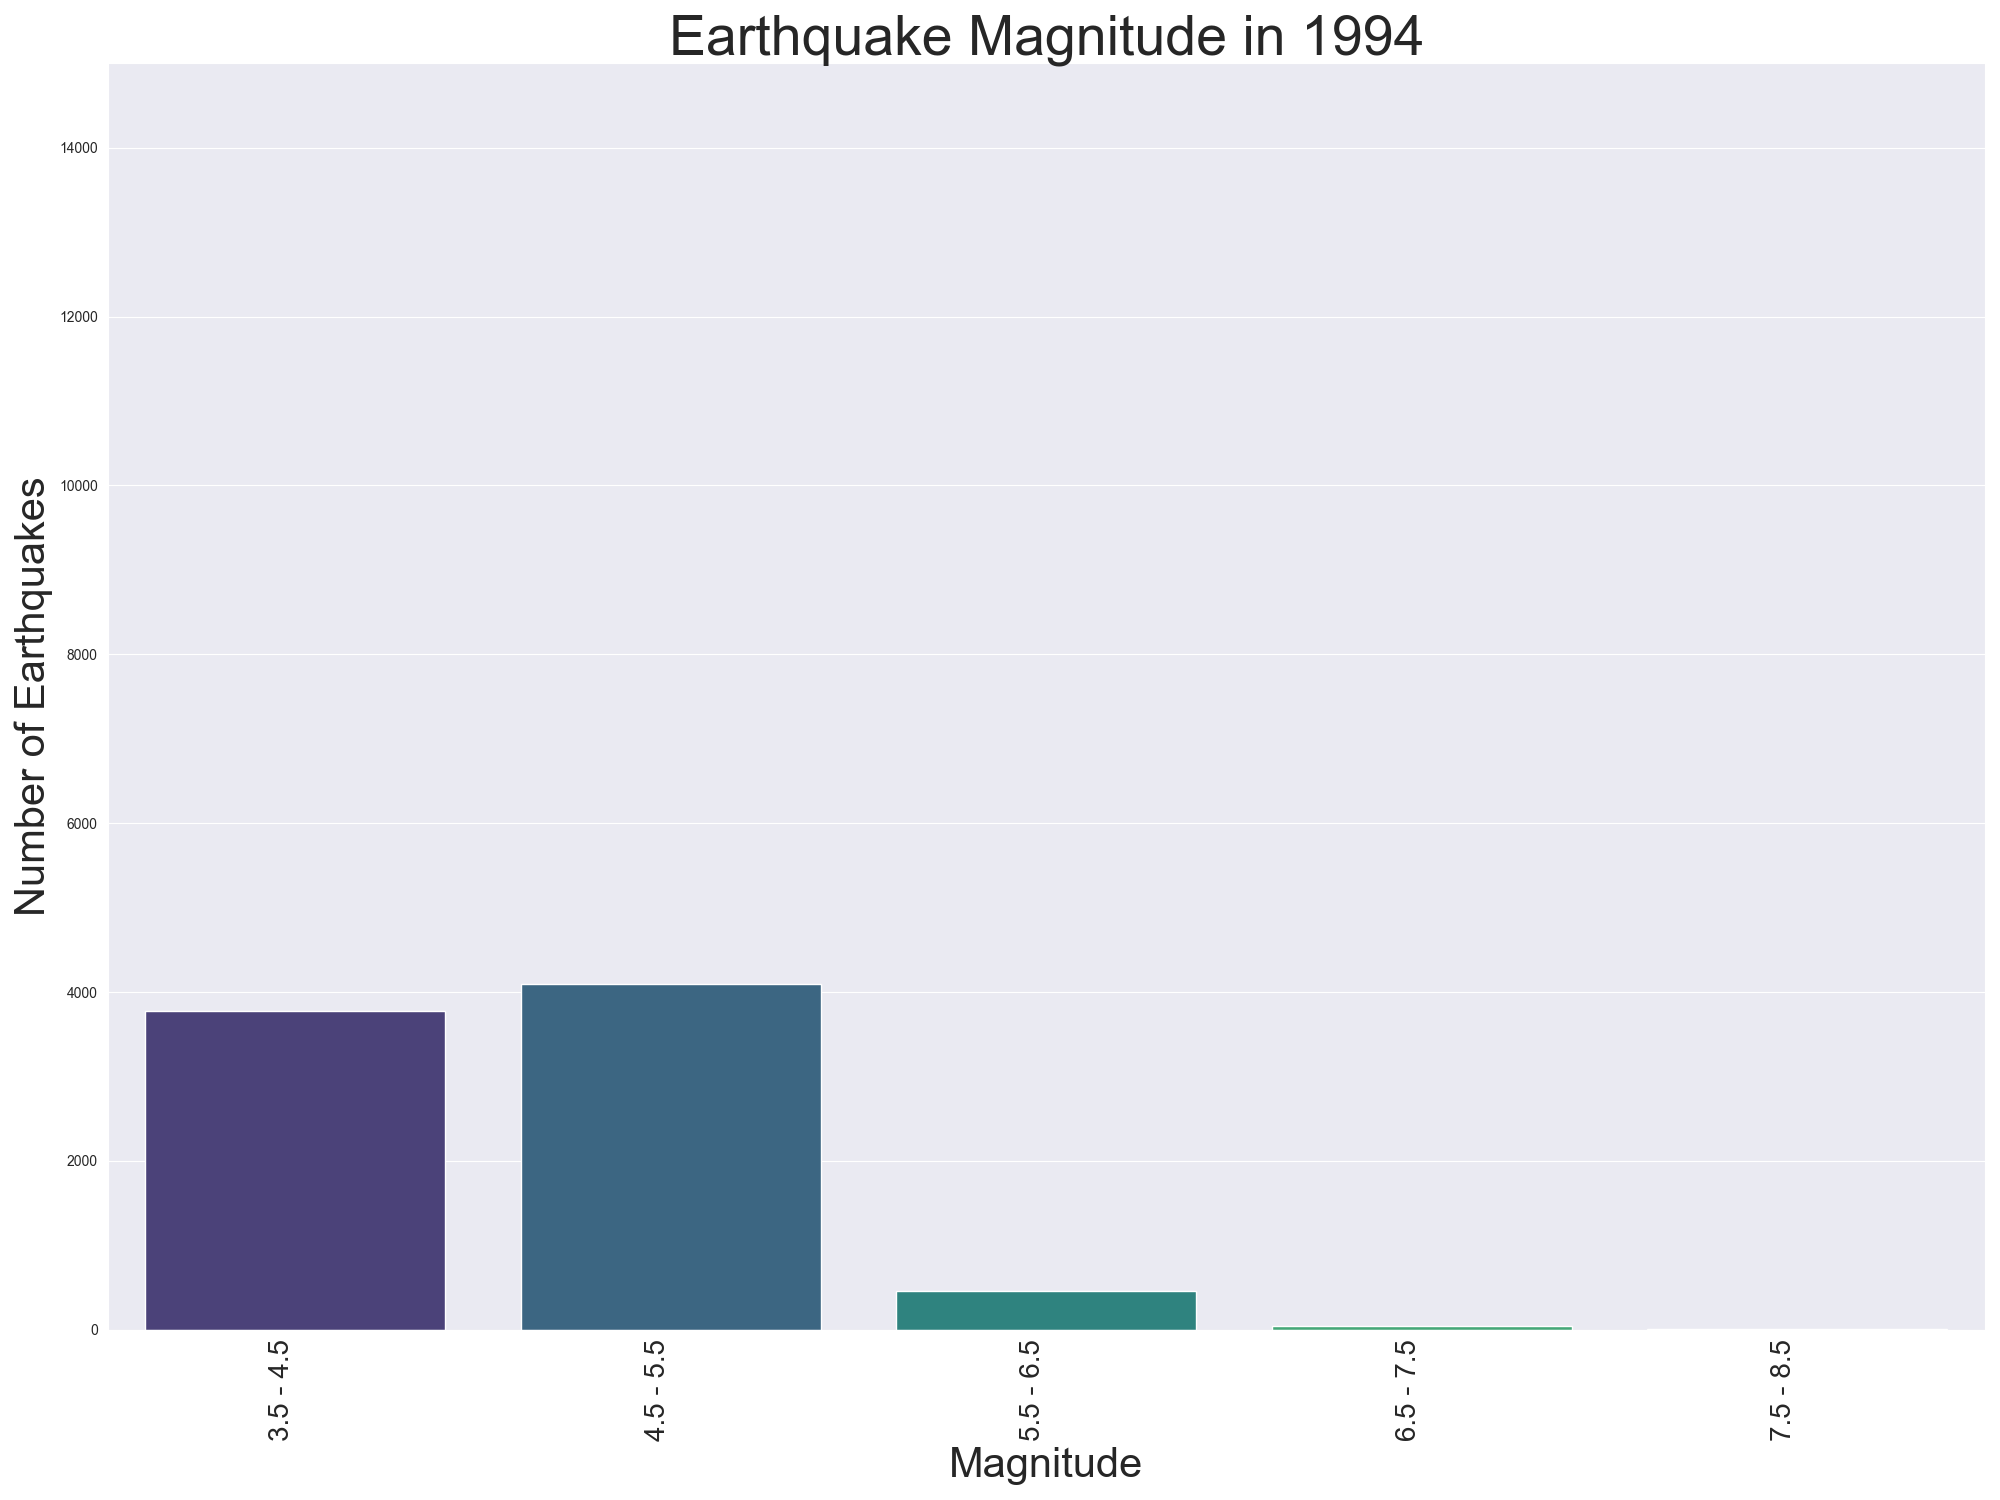 Earthquake Magnitude in 1994
Number of Earthquakes
14000
12000
10000
8000
6000
4000
2000
0
3.5 - 4.5
4.5 - 5.5
5.5 - 6.5
6.5 - 7.5
7.5 - 8.5
Magnitude